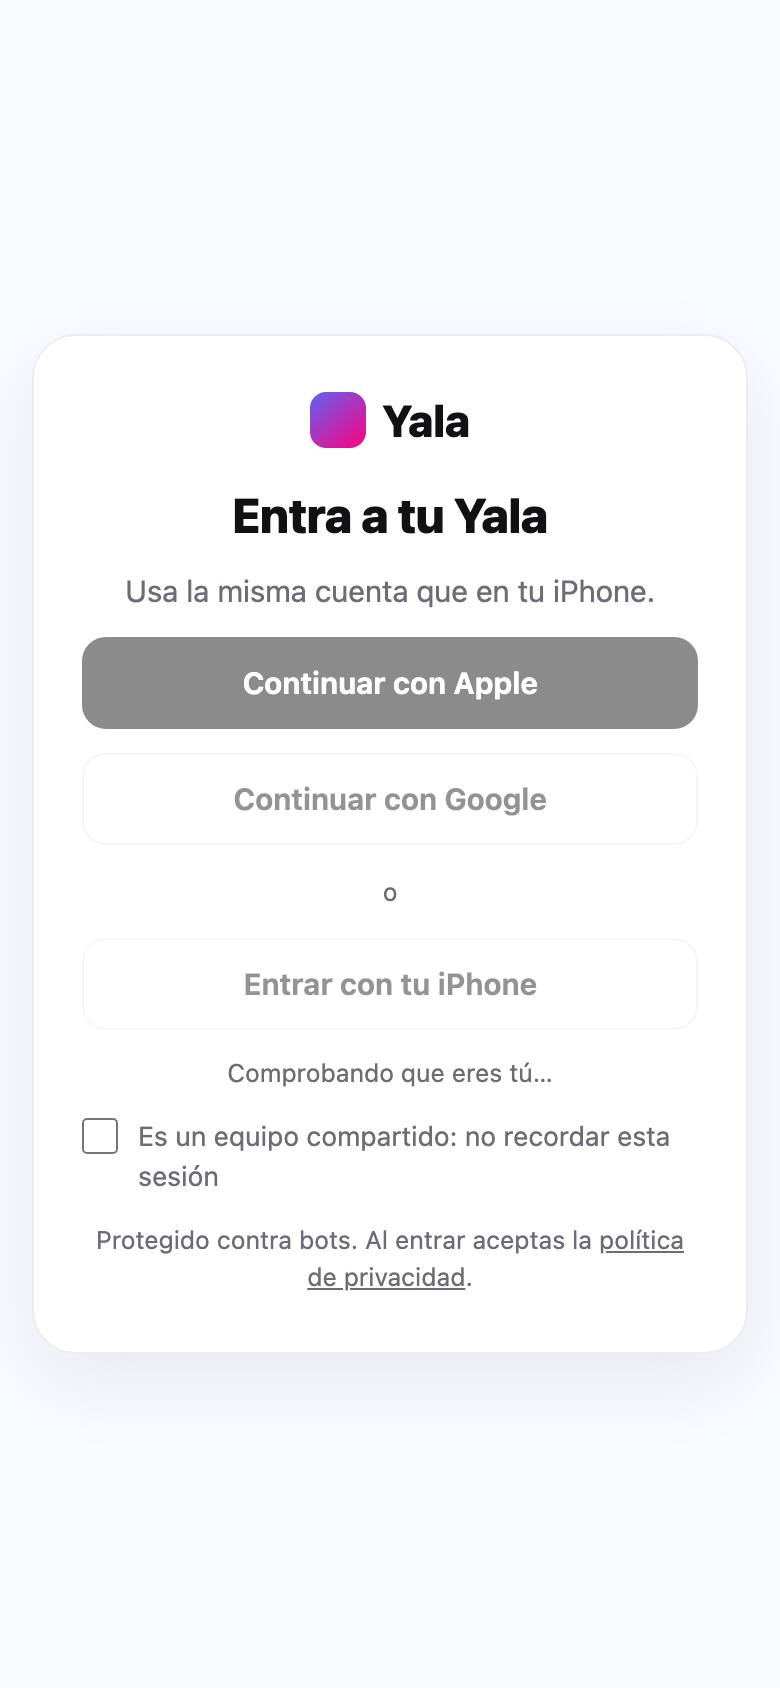 Yala
Entra a tu Yala
Usa la misma cuenta que en tu iPhone.
Continuar con Apple
Continuar con Google
o
Entrar con tu iPhone
Comprobando que eres tú...
Es un equipo compartido: no recordar esta
sesión
Protegido contra bots. Al entrar aceptas la política
de privacidad.